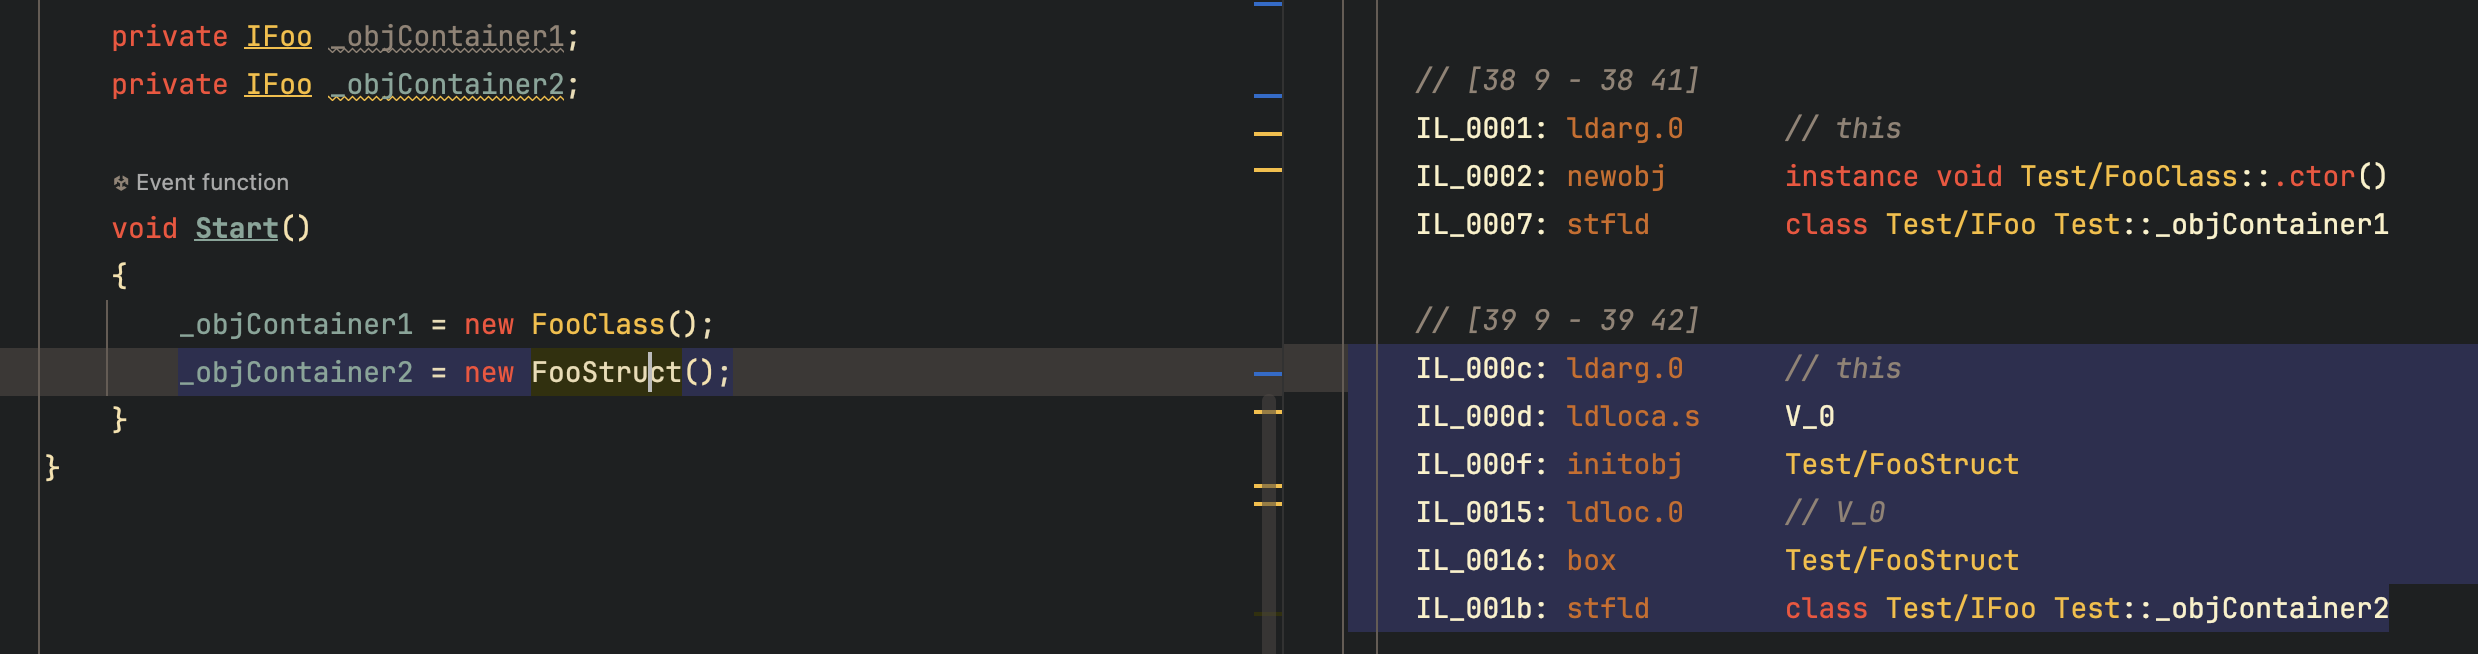 private IFoo _objContainer1;
private IFoo _objContainer2;
Event function
void Start()
{
_objContainer1 = new FooClass();
_objContainer2 = new FooStruct();
}
}
// [38 9 - 38 41]
IL_0001: ldarg.0 // this
IL_0002: newobj instance void Test/FooClass::.ctor()
IL_0007: stfld class Test/IFoo Test::_objContainer1
// [39 9 - 39 42]
IL_000c: ldarg.0 // this
IL_000d: ldloca.s V_0
IL_000f: initobj Test/FooStruct
IL_0015: ldloc.0 // V_0
IL_0016: box Test/FooStruct
IL_001b: stfld class Test/IFoo Test::_objContainer2